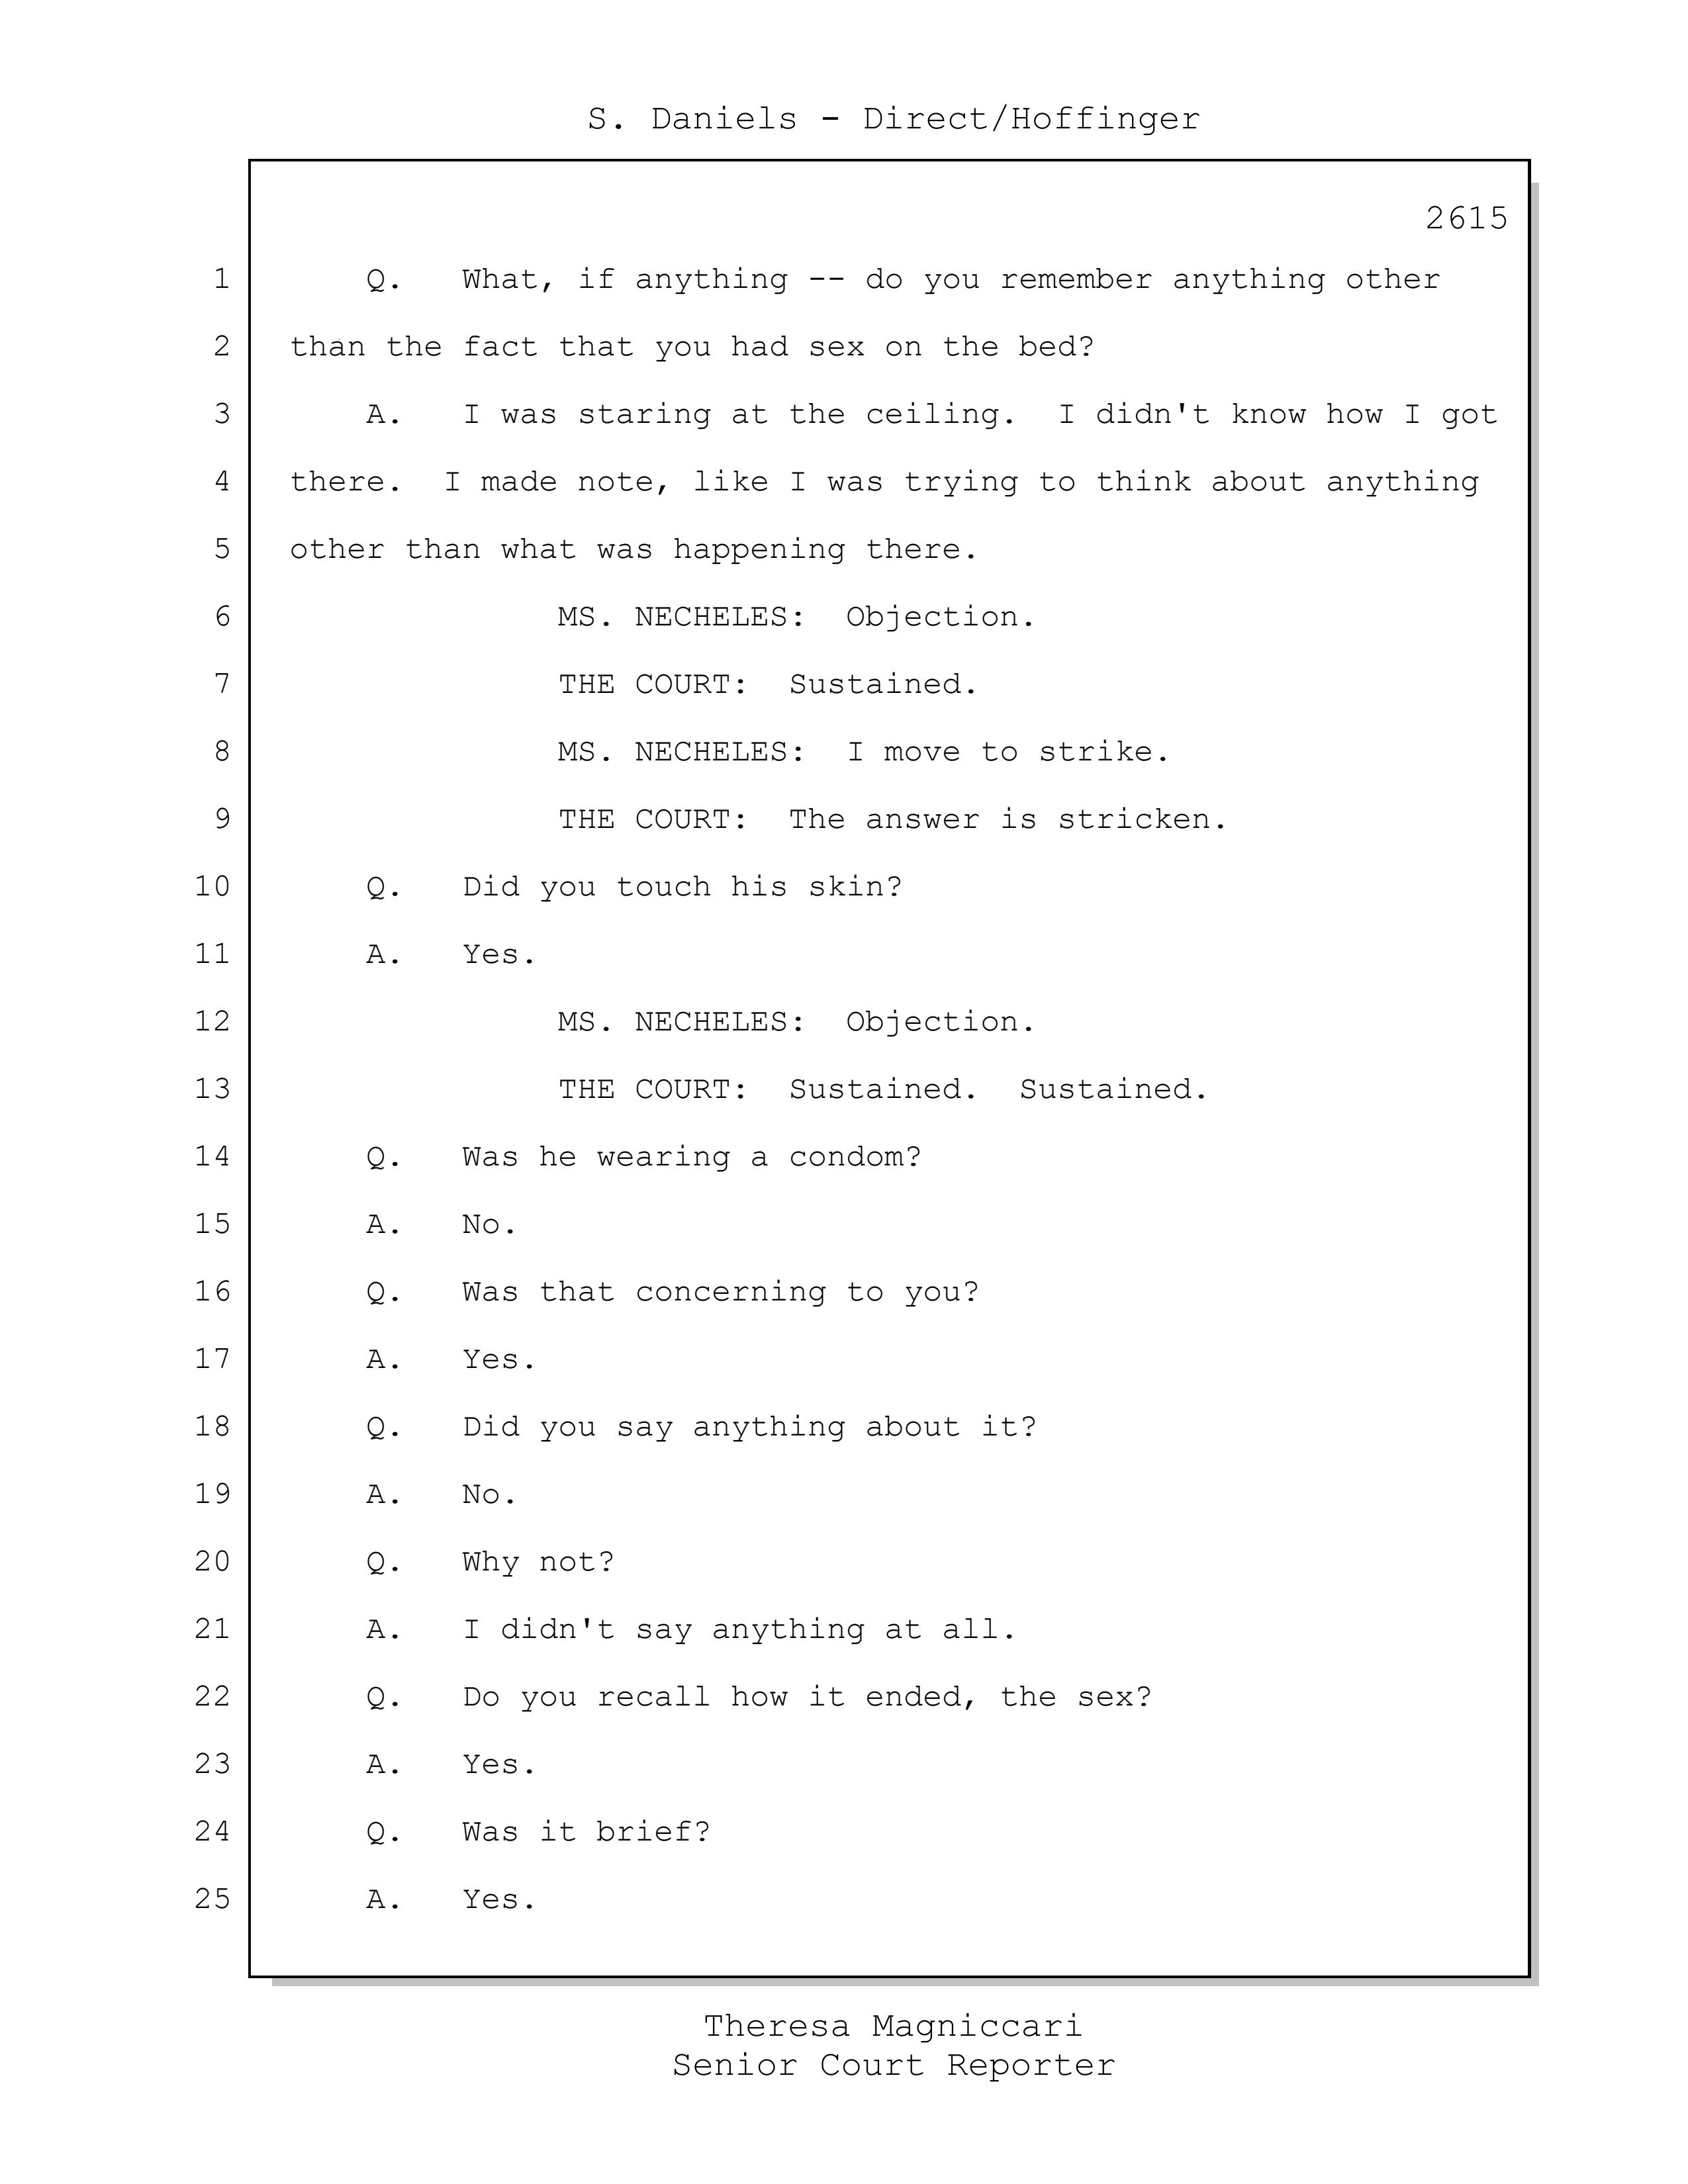 S. Daniels - Direct/Hoffinger
2615
1 Q. What, if anything -- do you remember anything other
2 than the fact that you had sex on the bed?
3 A. I was staring at the ceiling. I didn't know how I got
4 there. I made note, like I was trying to think about anything
5 other than what was happening there.
6 MS. NECHELES: Objection.
7 THE COURT: Sustained.
8 MS. NECHELES: I move to strike.
9 THE COURT: The answer is stricken.
10 Q. Did you touch his skin?
11 A. Yes.
12 MS. NECHELES: Objection.
13 THE COURT: Sustained. Sustained.
14 Q. Was he wearing a condom?
15 A. No.
16 Q. Was that concerning to you?
17 A. Yes.
18 Q. Did you say anything about it?
19 A. No.
20 Q. Why not?
21 A. I didn't say anything at all.
22 Q. Do you recall how it ended, the sex?
23 A. Yes.
24 Q. Was it brief?
25 A. Yes.
Theresa Magniccari
Senior Court Reporter